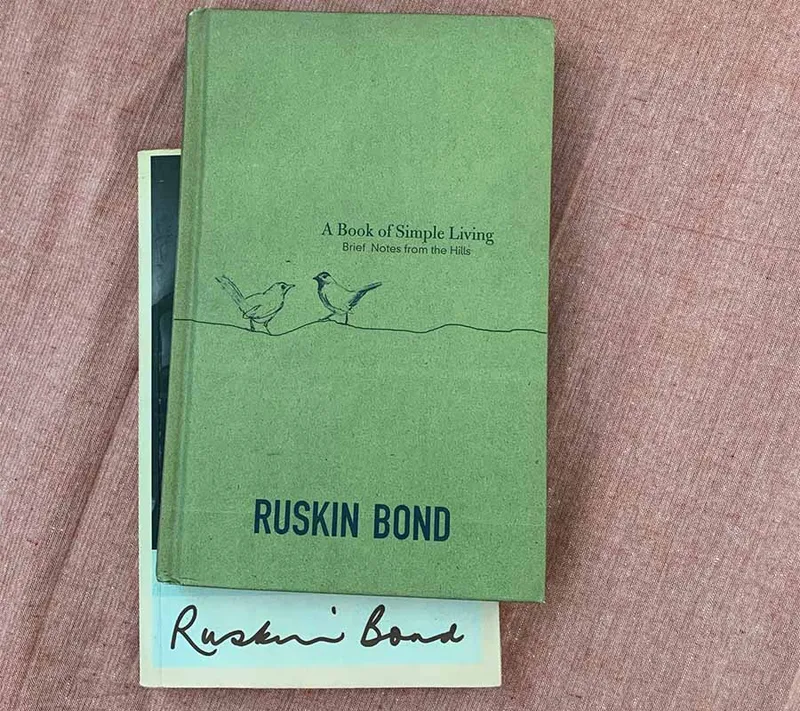 A Book of Simple Living
Brief Notes from the Hills
RUSKIN BOND
Ruskin Bond